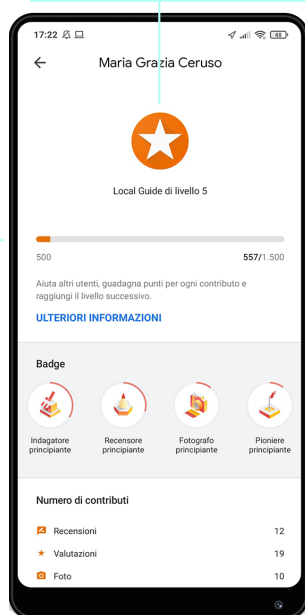 17:22
48
Maria Grazia Ceruso
Local Guide di livello 5
500
557/1.500
Aiuta altri utenti, guadagna punti per ogni contributo e
raggiungi il livello successivo.
ULTERIORI INFORMAZIONI
Badge
Indagatore
principiante
Recensore
principiante
Fotografo
principiante
Pioniere
principiante
Numero di contributi
Recensioni 12
Valutazioni 19
Foto 10